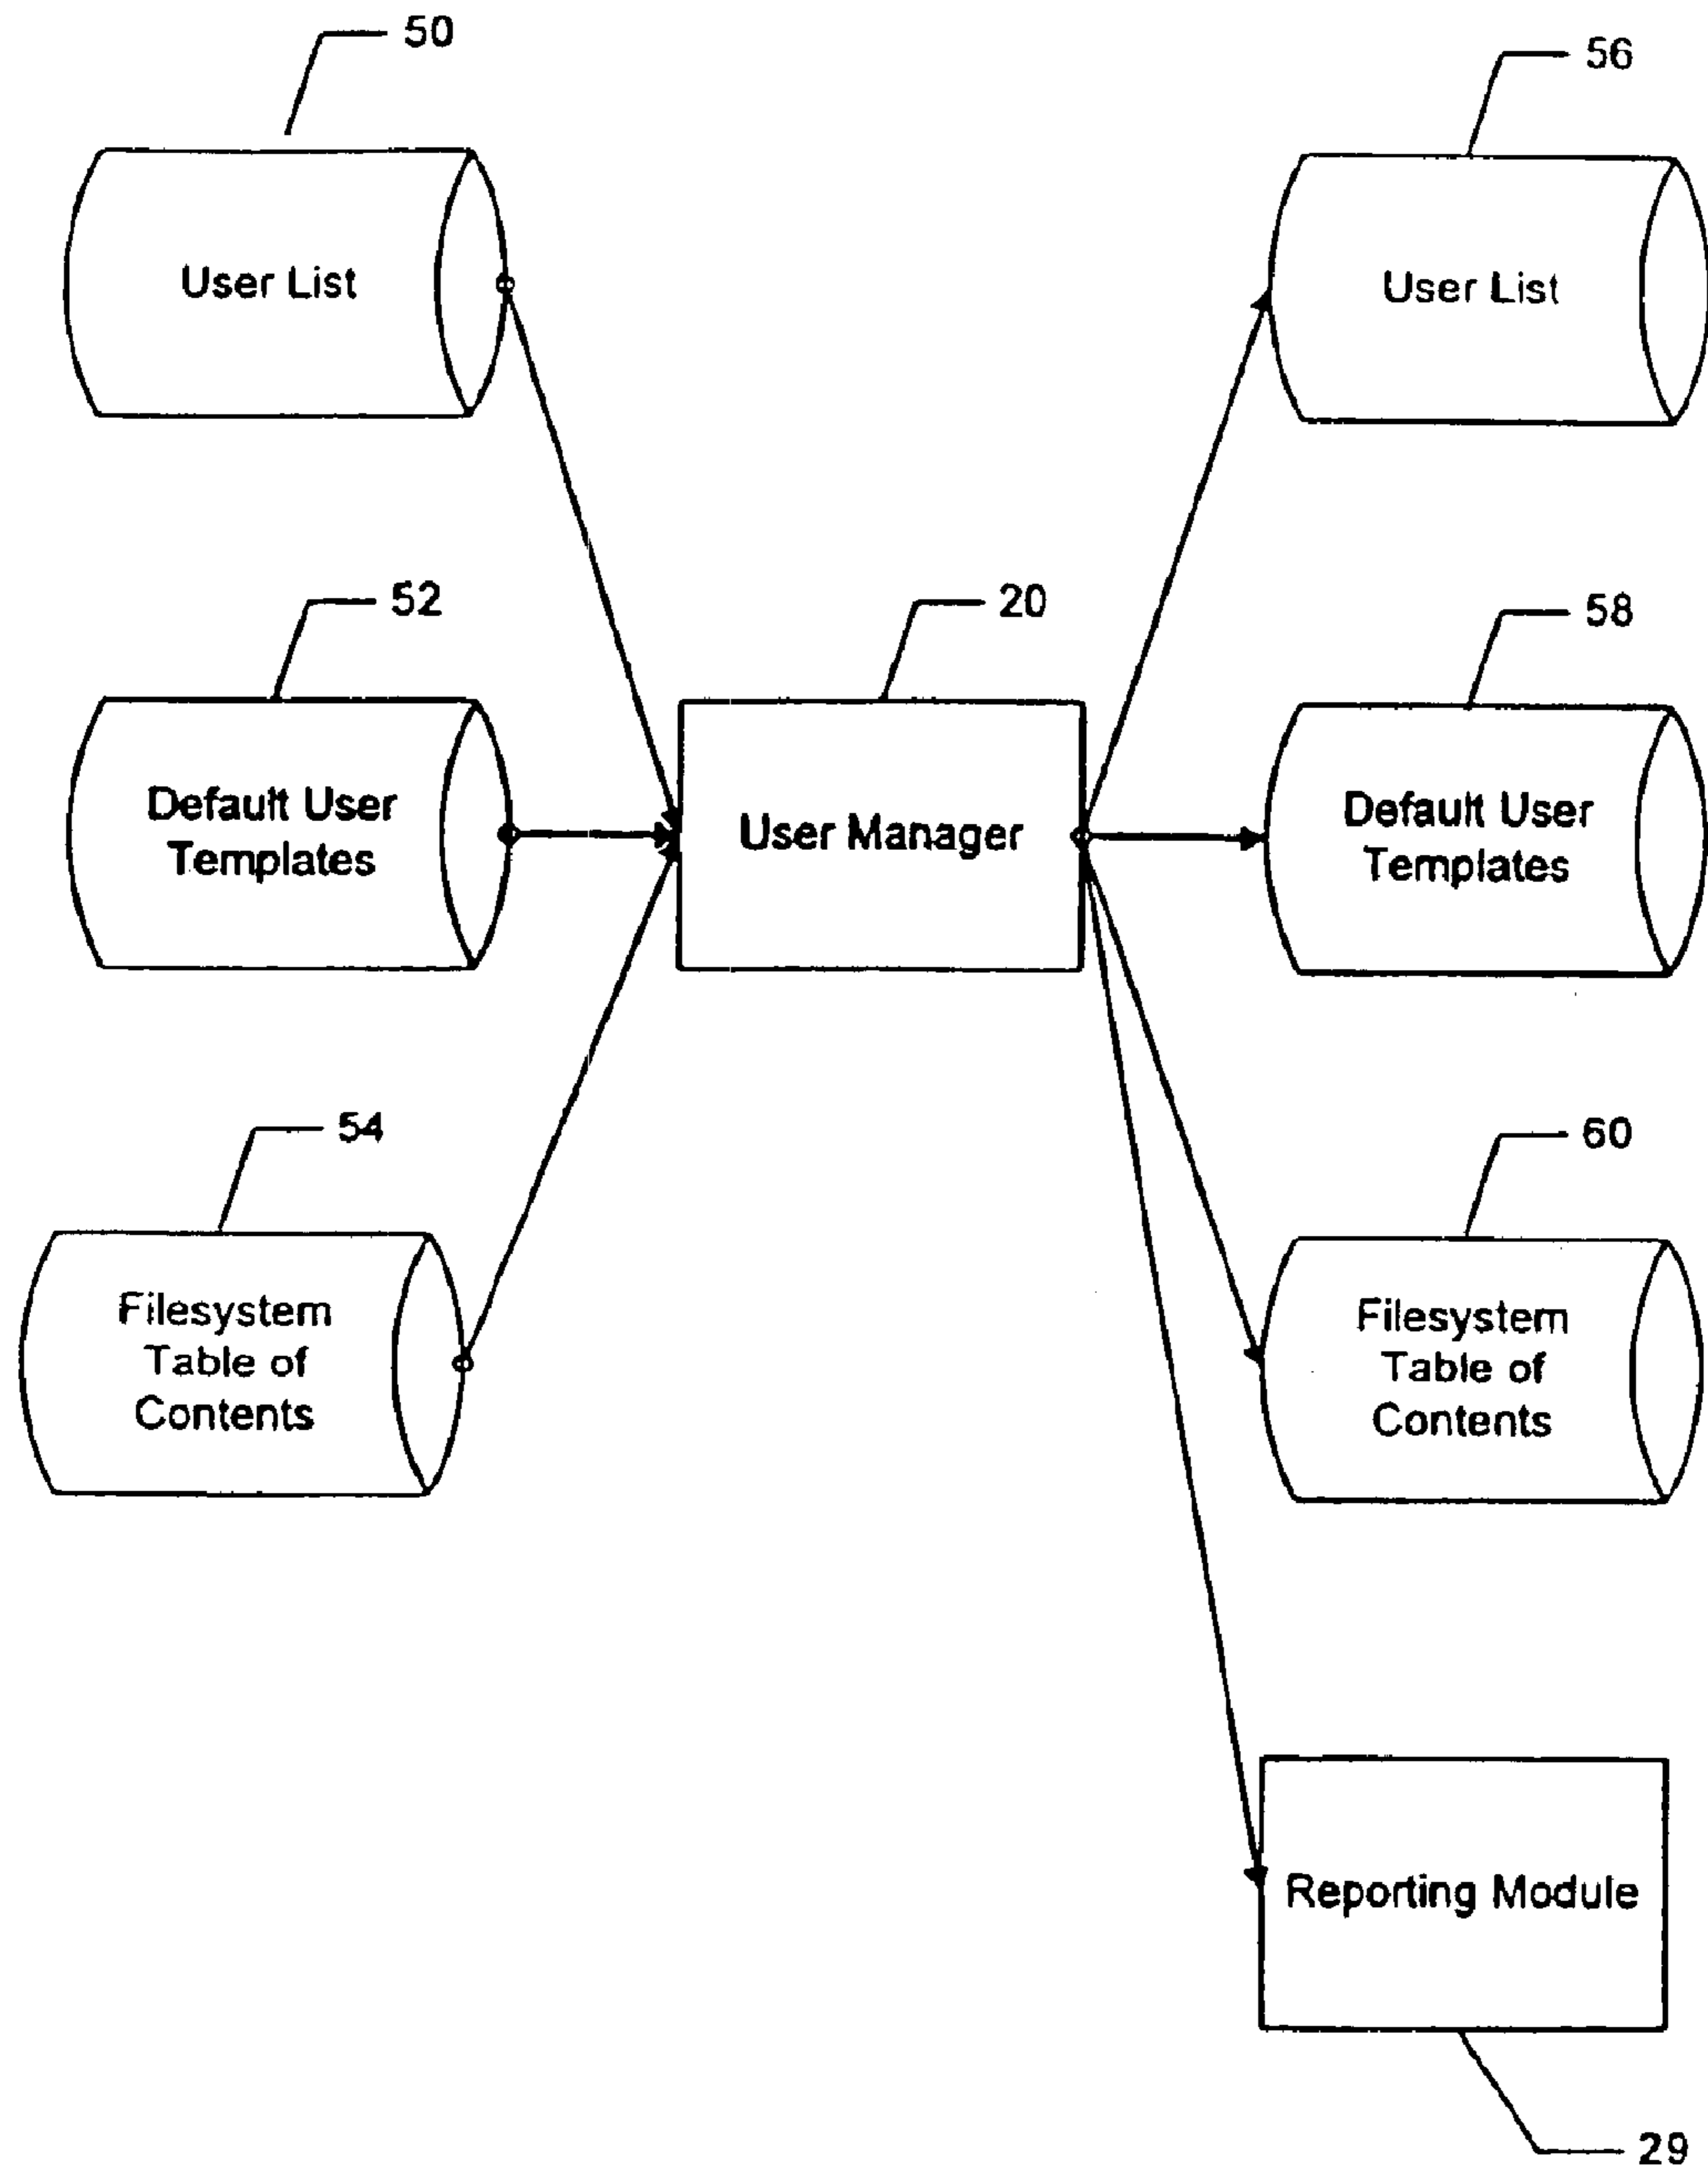 50
56
User List
User List
52
20
58
Default User
Templates
User Manager
Default User
Templates
54
60
Filesystem
Table of
Contents
Filesystem
Table of
Contents
Reporting Module
29